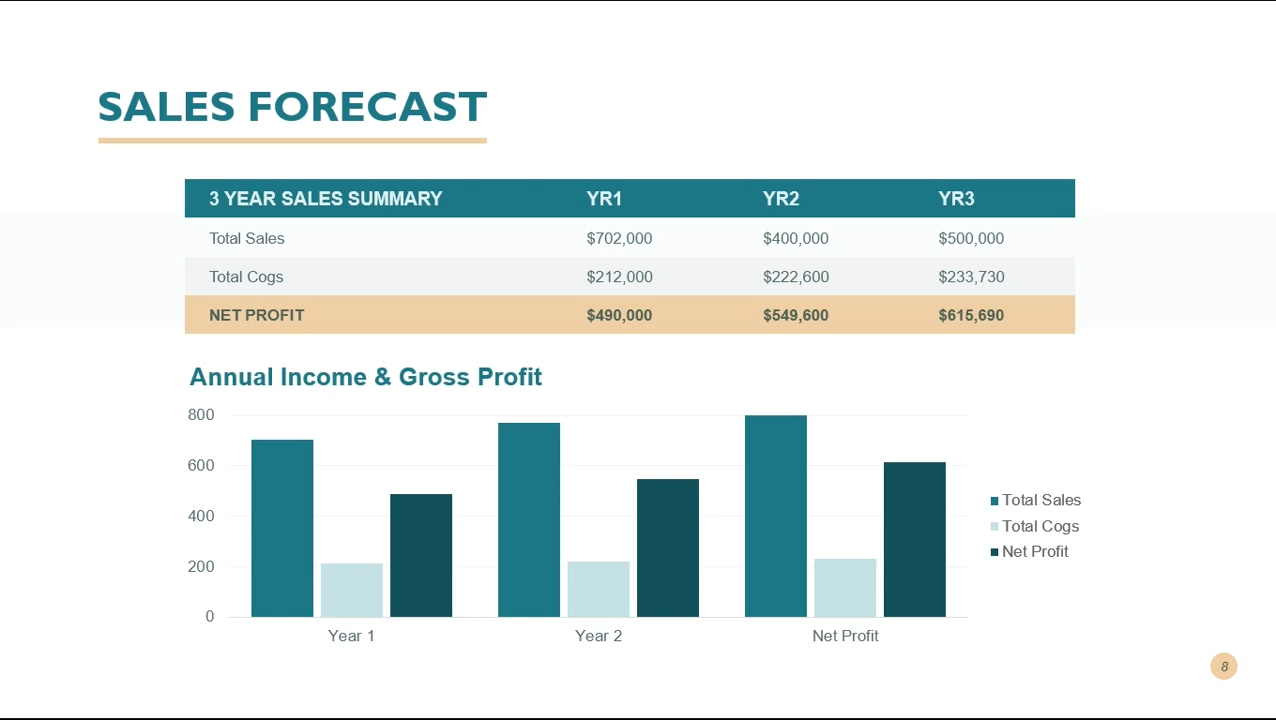 SALES FORECAST
3 YEAR SALES SUMMARY YR1 YR2 YR3
Total Sales $702,000 $400,000 $500,000
Total Cogs $212,000 $222,600 $233,730
NET PROFIT $490,000 $549,600 $615,690
Annual Income & Gross Profit
800
600
400
200
0
Year 1 Year 2 Net Profit
Total Sales
Total Cogs
Net Profit
8